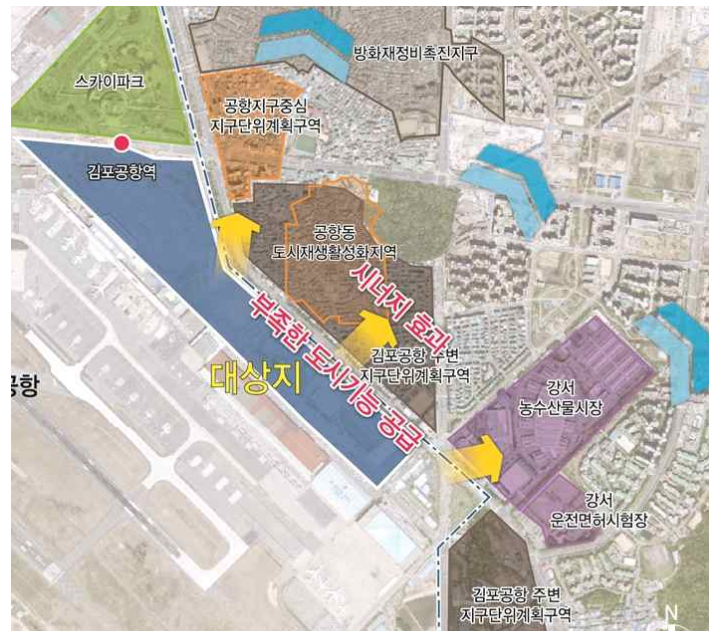 스카이파크
방화재정비촉진지구
공항지구중심
지구단위계획구역
김포공항역
공항동
도시재생활성화지역
시너지 효과
부족한 도시기능 공급
김포공항 주변
지구단위계획구역
대상지
공항
강서
농수산물시장
강서
운전면허시험장
김포공항 주변
지구단위계획구역
N